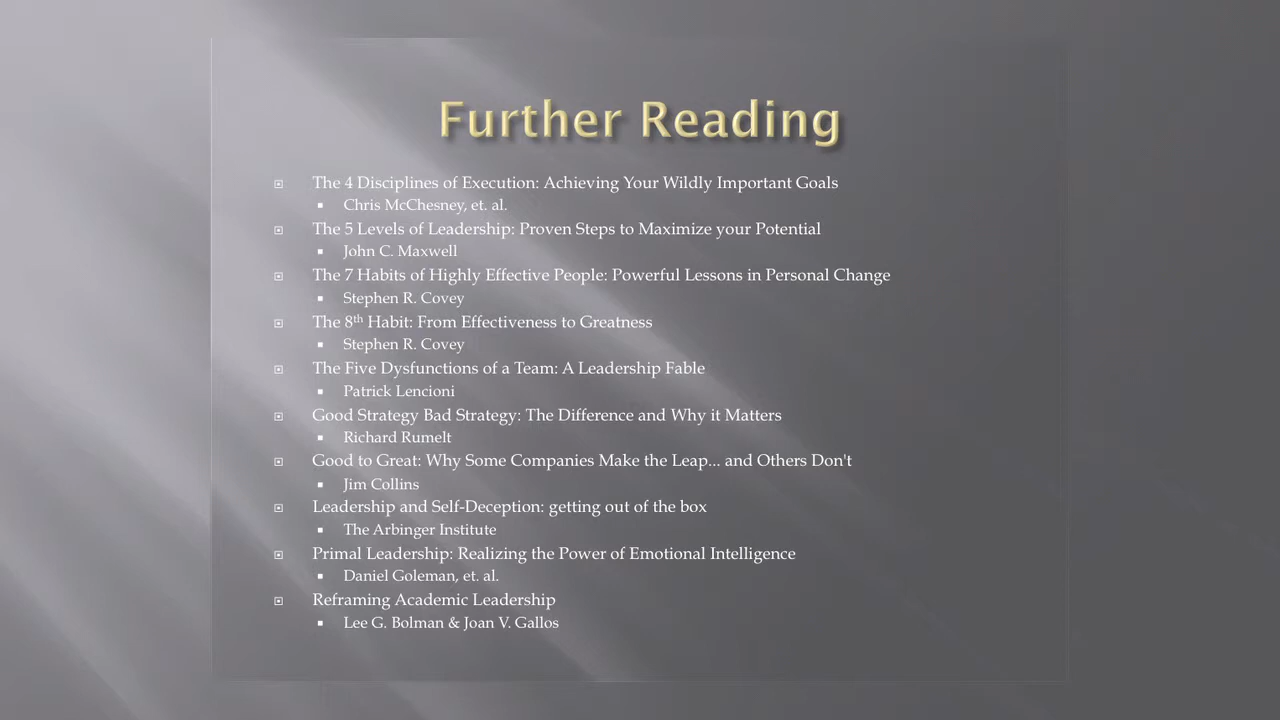 Further Reading
The 4 Disciplines of Execution: Achieving Your Wildly Important Goals
Chris McChesney, et. al.
The 5 Levels of Leadership: Proven Steps to Maximize your Potential
John C. Maxwell
The 7 Habits of Highly Effective People: Powerful Lessons in Personal Change
Stephen R. Covey
The 8th Habit: From Effectiveness to Greatness
Stephen R. Covey
The Five Dysfunctions of a Team: A Leadership Fable
Patrick Lencioni
Good Strategy Bad Strategy: The Difference and Why it Matters
Richard Rumelt
Good to Great: Why Some Companies Make the Leap... and Others Don't
Jim Collins
Leadership and Self-Deception: getting out of the box
The Arbinger Institute
Primal Leadership: Realizing the Power of Emotional Intelligence
Daniel Goleman, et. al.
Reframing Academic Leadership
Lee G. Bolman & Joan V. Gallos